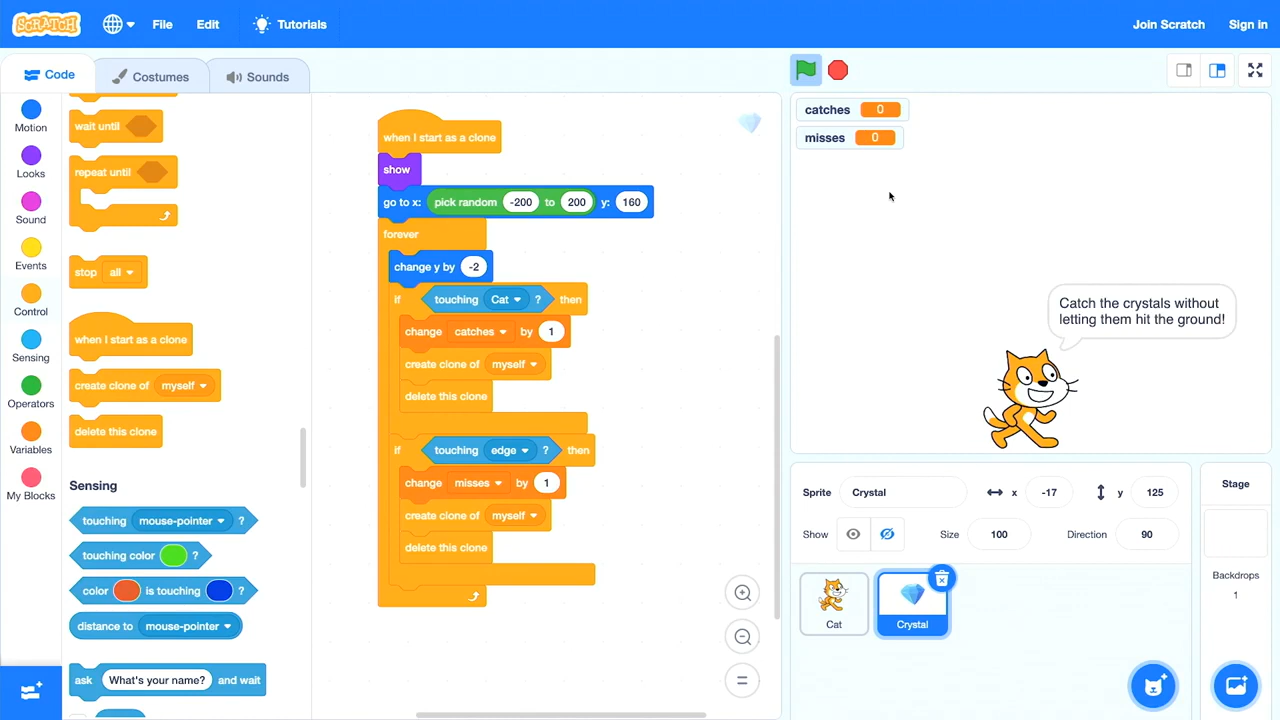 SCRATCH
File
Edit
Tutorials
Join Scratch
Sign in
Code
Costumes
Sounds
Motion
Looks
Sound
Events
Control
Sensing
Operators
Variables
My Blocks
wait until
repeat until
stop all
when I start as a clone
create clone of myself
delete this clone
Sensing
touching mouse-pointer ?
touching color ?
color is touching ?
distance to mouse-pointer
ask What's your name? and wait
when I start as a clone
show
go to x: pick random -200 to 200 y: 160
forever
change y by -2
if touching Cat ? then
change catches by 1
create clone of myself
delete this clone
if touching edge ? then
change misses by 1
create clone of myself
delete this clone
catches 0
misses 0
Catch the crystals without
letting them hit the ground!
Sprite Crystal x -17 y 125
Show Size 100 Direction 90
Cat
Crystal
Stage
Backdrops
1